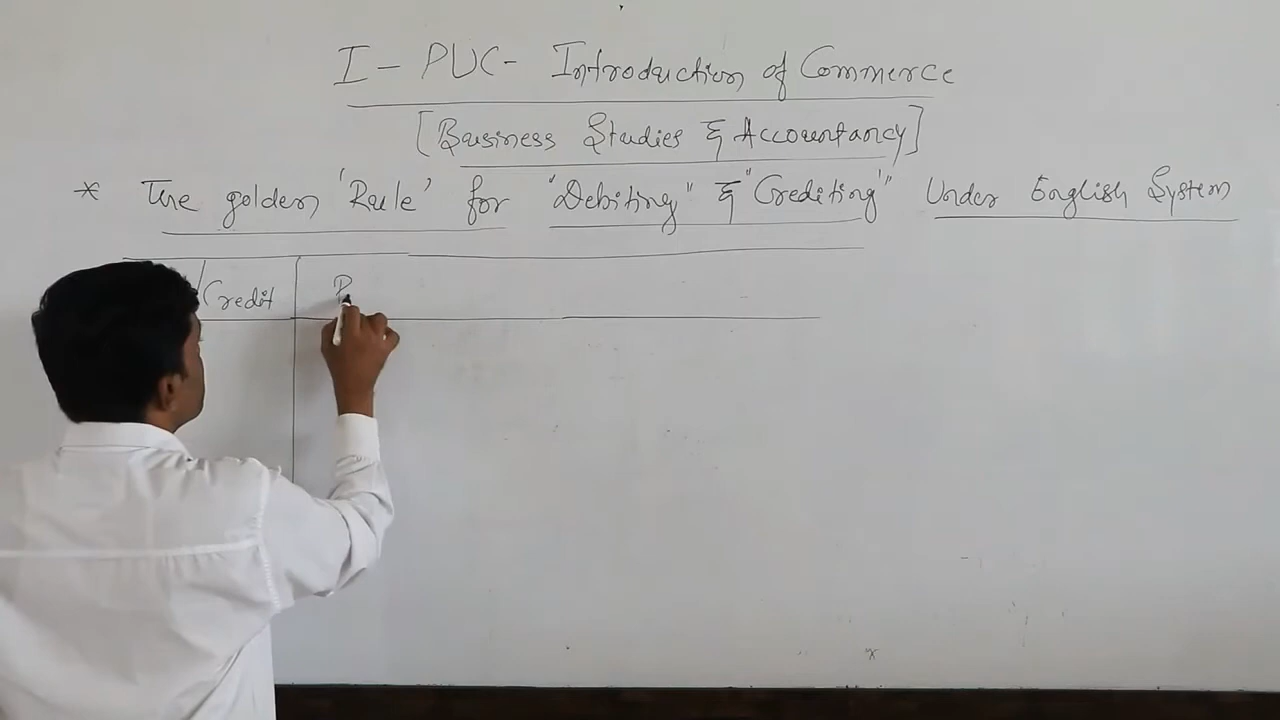 I - PUC - Introduction of Commerce
[Business Studies & Accountancy]
* The golden 'Rule' for "Debiting" & "Crediting" Under English System
Credit
P